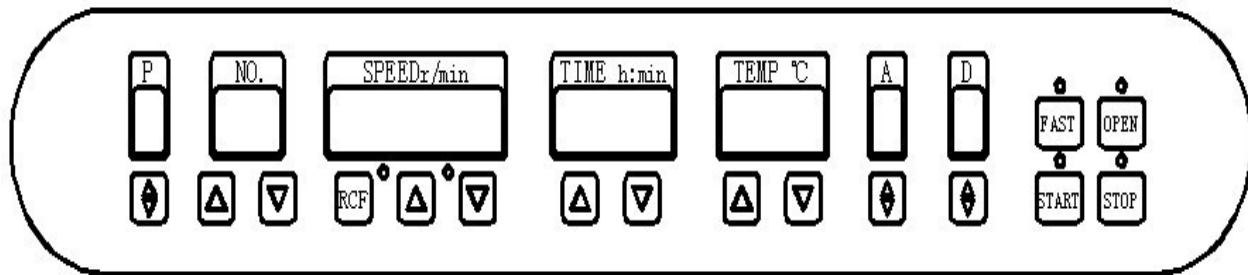 P
NO.
SPEEDr/min
TIME h:min
TEMP ℃
A
D
FAST
OPEN
RCF
START
STOP